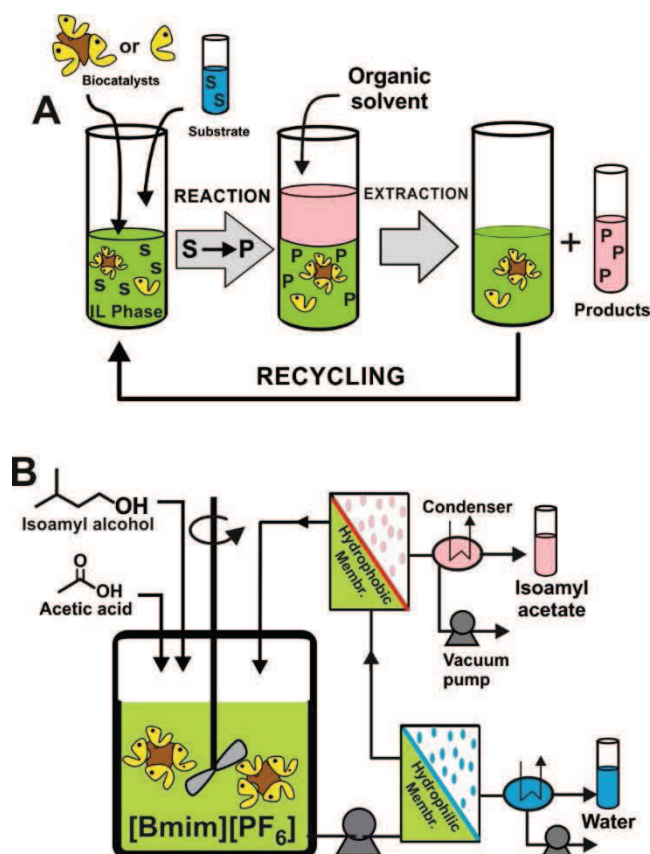 or
Biocatalysts
S
S
Substrate
A
Organic
solvent
REACTION
S→P
EXTRACTION
S
S
S
S
IL Phase
P
P
P
P
+
P
P
P
Products
RECYCLING
B
OH
Isoamyl alcohol
O
OH
Acetic acid
Hydrophobic
Membr.
Condenser
Isoamyl
acetate
Vacuum
pump
[Bmim][PF6]
Hydrophilic
Membr.
Water